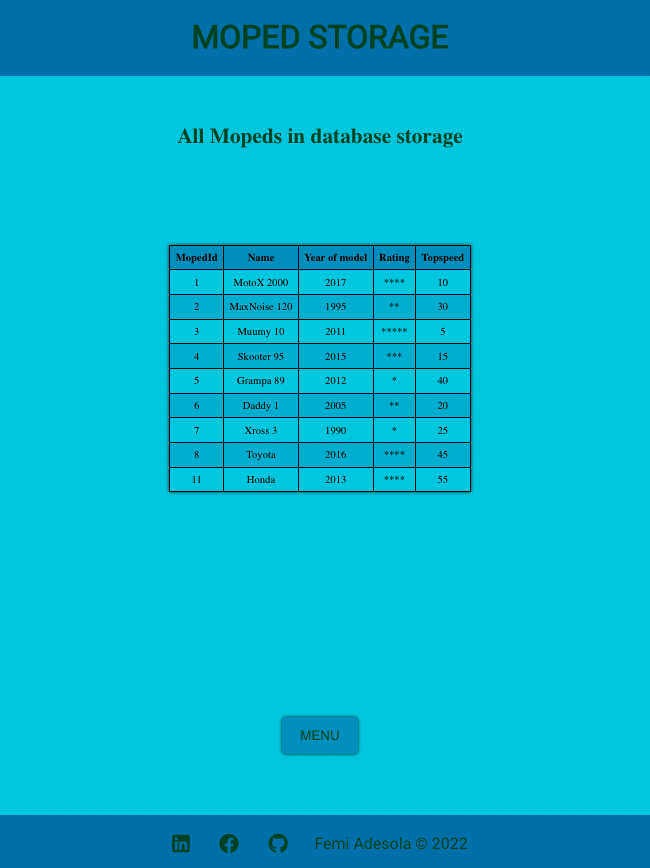 MOPED STORAGE
All Mopeds in database storage
MopedId Name Year of model Rating Topspeed
1 MotoX 2000 2017 **** 10
2 MaxNoise 120 1995 ** 30
3 Muumy 10 2011 ***** 5
4 Skooter 95 2015 *** 15
5 Grampa 89 2012 * 40
6 Daddy 1 2005 ** 20
7 Xross 3 1990 * 25
8 Toyota 2016 **** 45
11 Honda 2013 **** 55
MENU
Femi Adesola © 2022